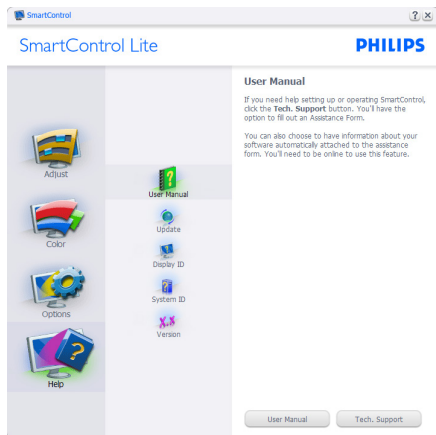 SmartControl
SmartControl Lite
PHILIPS
Adjust
Color
Options
Help
User Manual
Update
Display ID
System ID
X.X
Version
User Manual
If you need help setting up or operating SmartControl,
click the Tech. Support button. You'll have the
option to fill out an Assistance Form.
You can also choose to have information about your
software automatically attached to the assistance
form. You'll need to be online to use this feature.
User Manual
Tech. Support